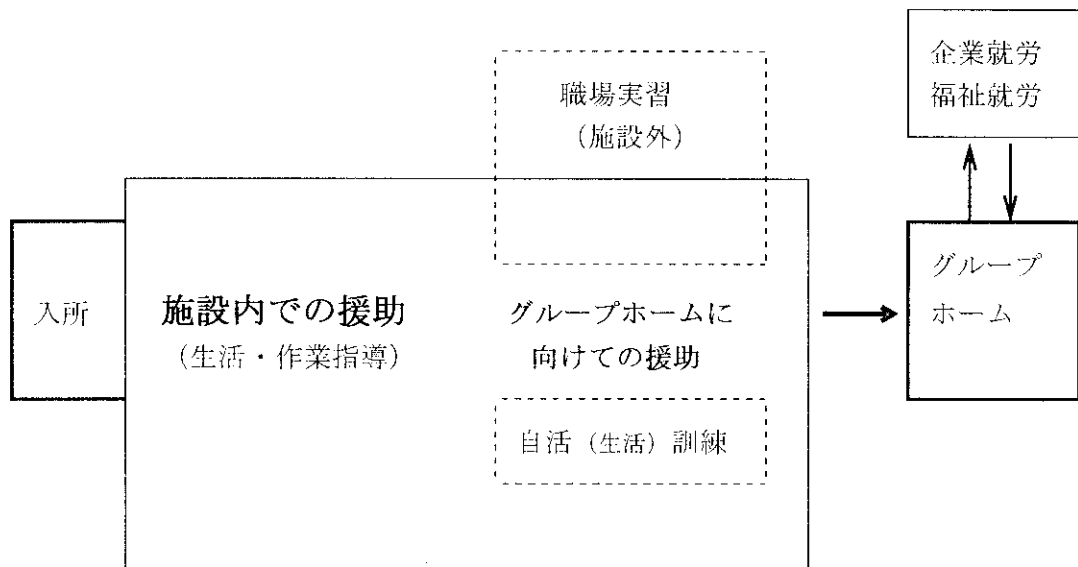 企業就労
福祉就労
職場実習
（施設外）
入所
施設内での援助
（生活・作業指導）
グループホームに
向けての援助
自活（生活）訓練
グループ
ホーム